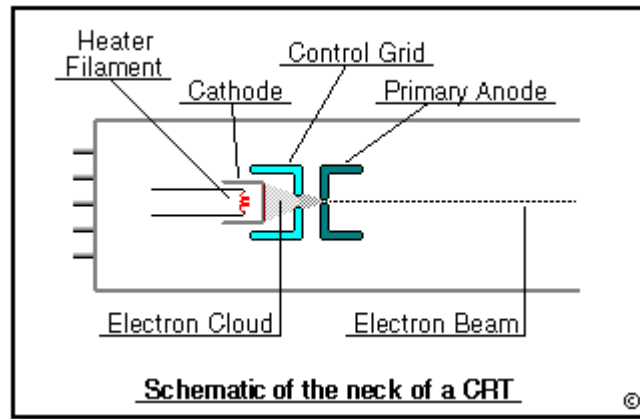 Heater
Filament
Control Grid
Cathode
Primary Anode
Electron Cloud
Electron Beam
Schematic of the neck of a CRT
©